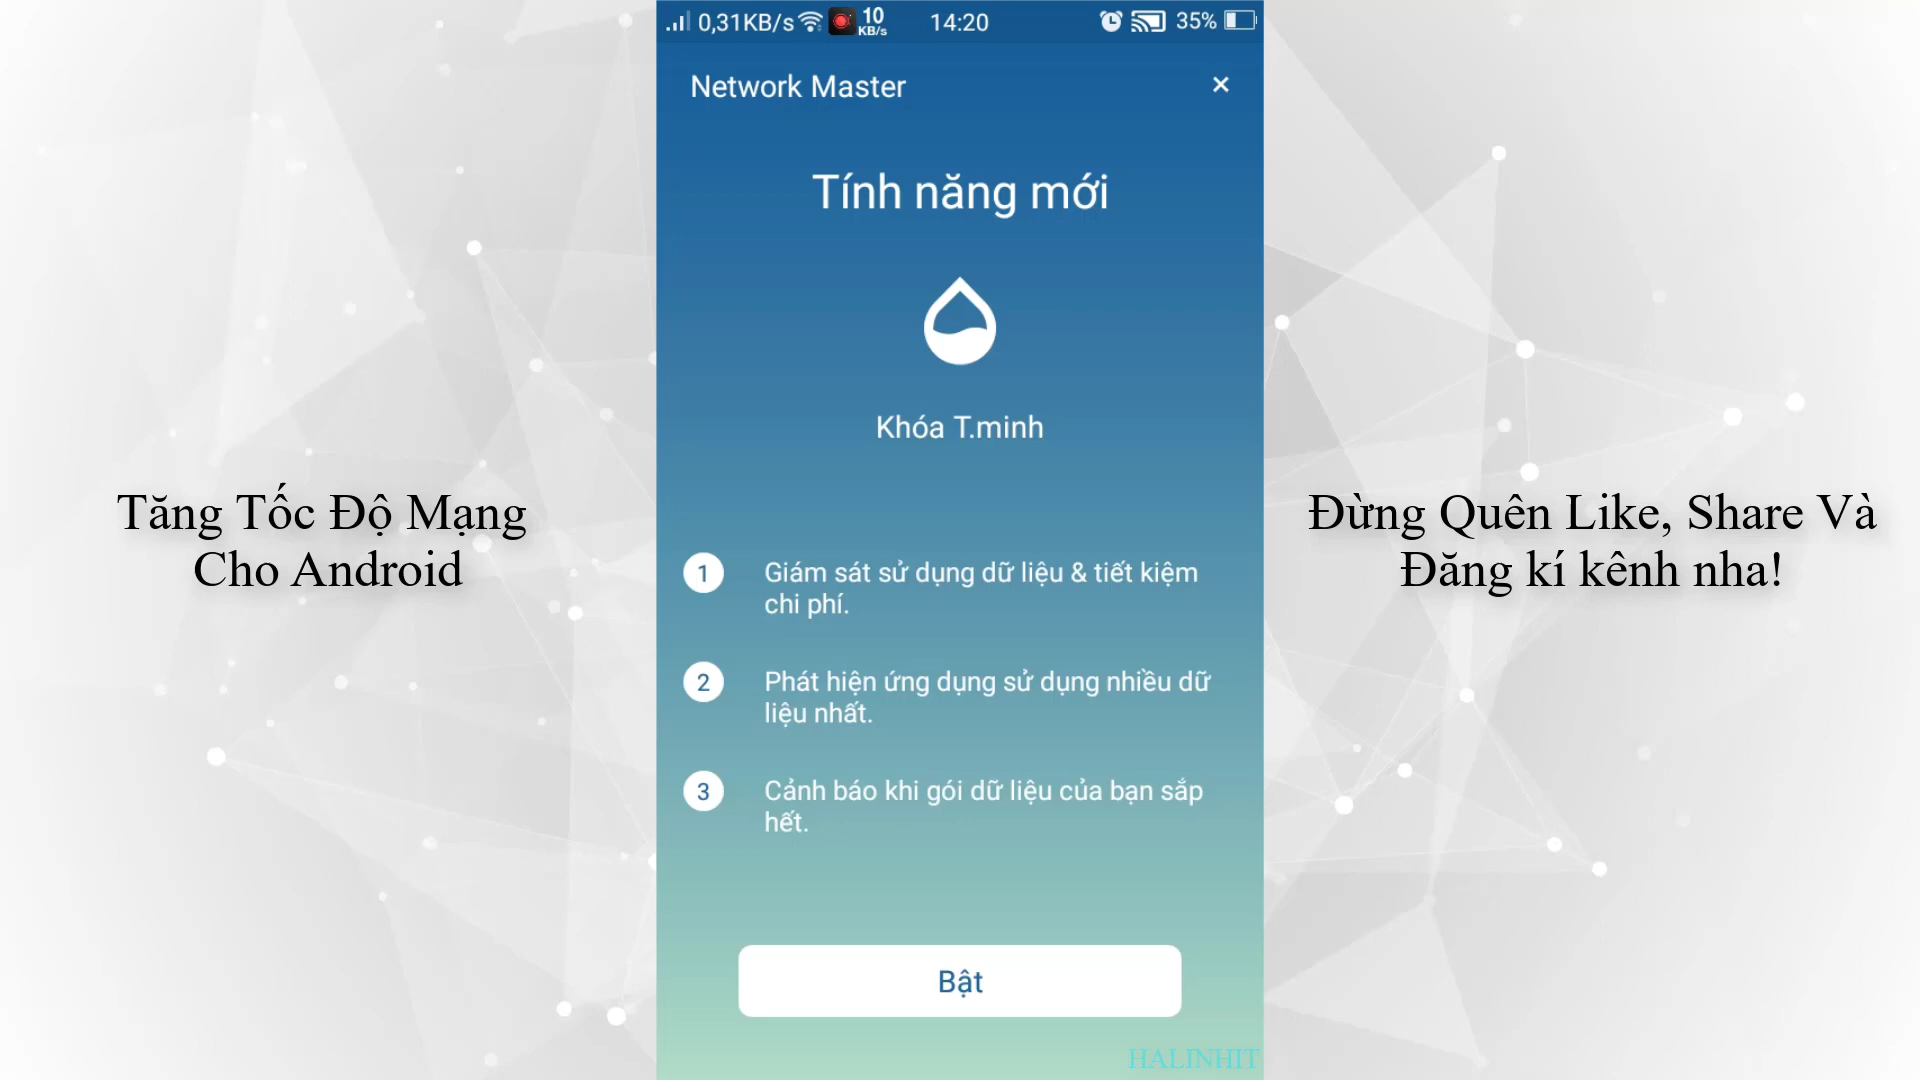 0,31KB/s 10 KB/s 14:20 35%
Network Master
Tính năng mới
Khóa T.minh
Tăng Tốc Độ Mạng
Cho Android
1 Giám sát sử dụng dữ liệu & tiết kiệm
chi phí.
2 Phát hiện ứng dụng sử dụng nhiều dữ
liệu nhất.
3 Cảnh báo khi gói dữ liệu của bạn sắp
hết.
Bật
Đừng Quên Like, Share Và
Đăng kí kênh nha!
HALINHIT